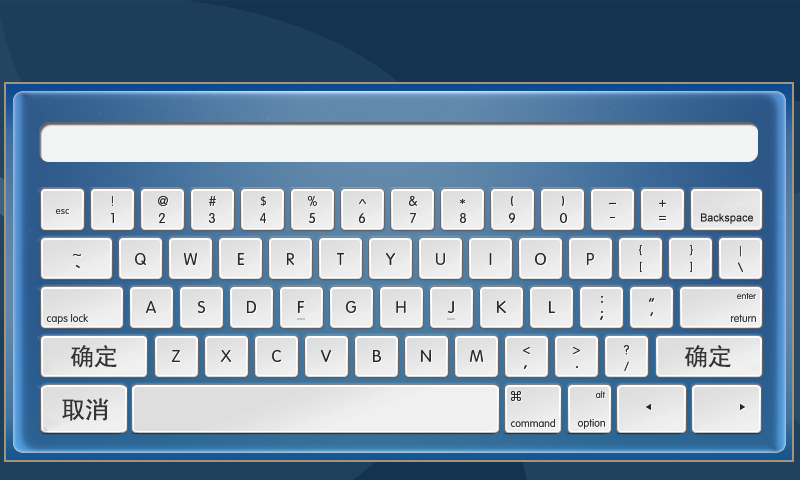 esc ! 1 @ 2 # 3 $ 4 % 5 ^ 6 & 7 * 8 ( 9 ) 0 – - + = Backspace
~ ` Q W E R T Y U I O P { [ } ] | \
caps lock A S D F G H J K L : ; " ' enter return
确定 Z X C V B N M < , > . ? / 确定
取消 ⌘ command alt option ◂ ▸